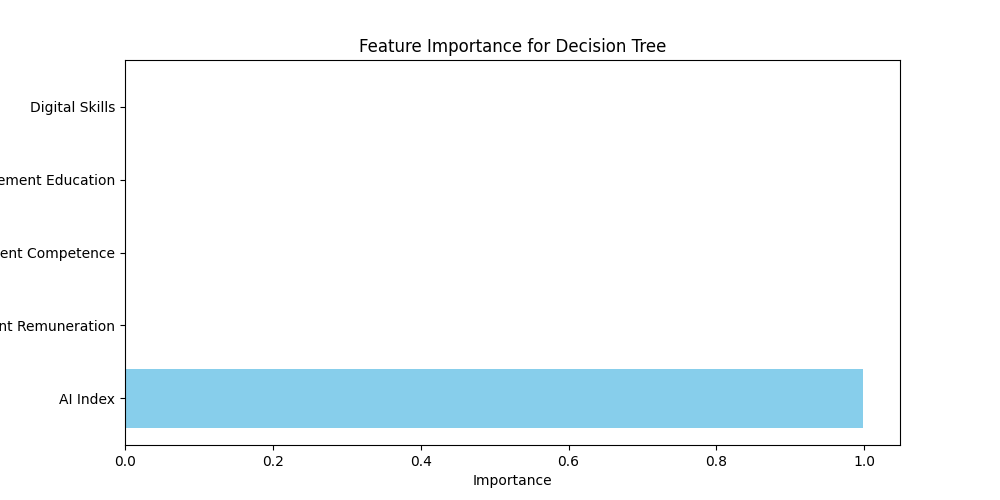 Feature Importance for Decision Tree
Digital Skills
ement Education
ent Competence
nt Remuneration
AI Index
0.0 0.2 0.4 0.6 0.8 1.0
Importance